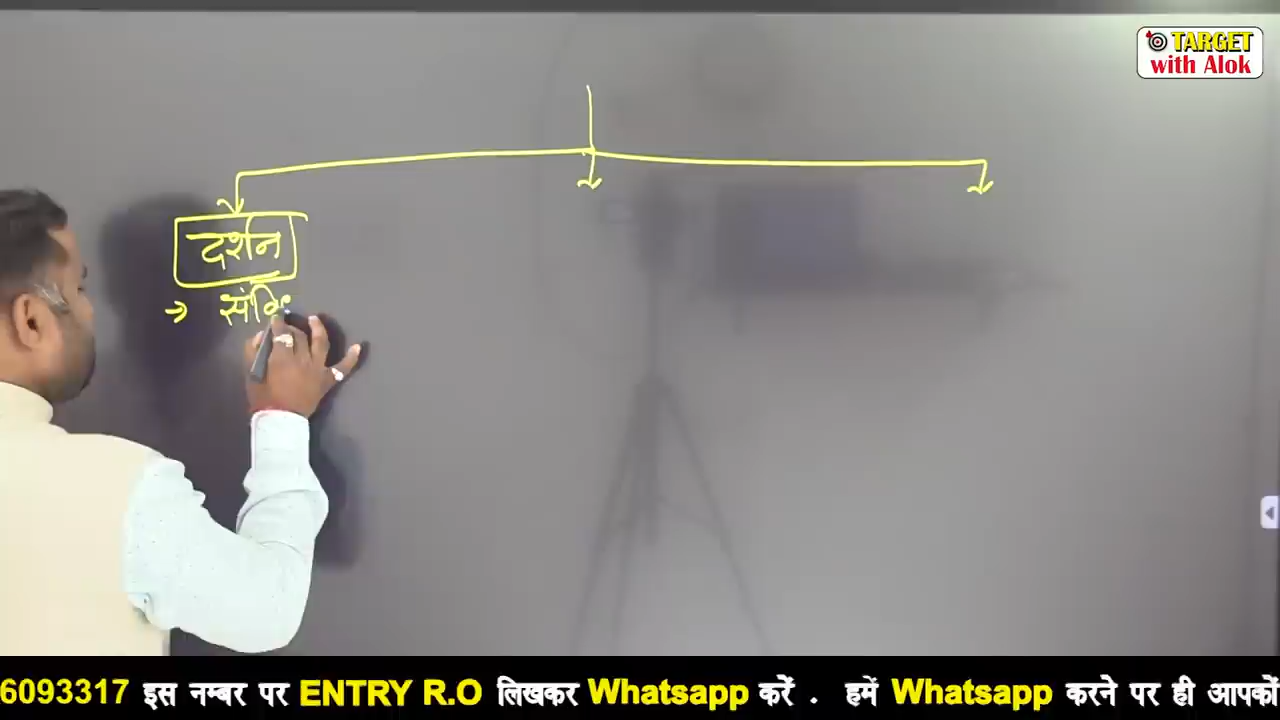 TARGET
with Alok
दर्शन
→
6093317 इस नम्बर पर ENTRY R.O लिखकर Whatsapp करें . हमें Whatsapp करने पर ही आपकों